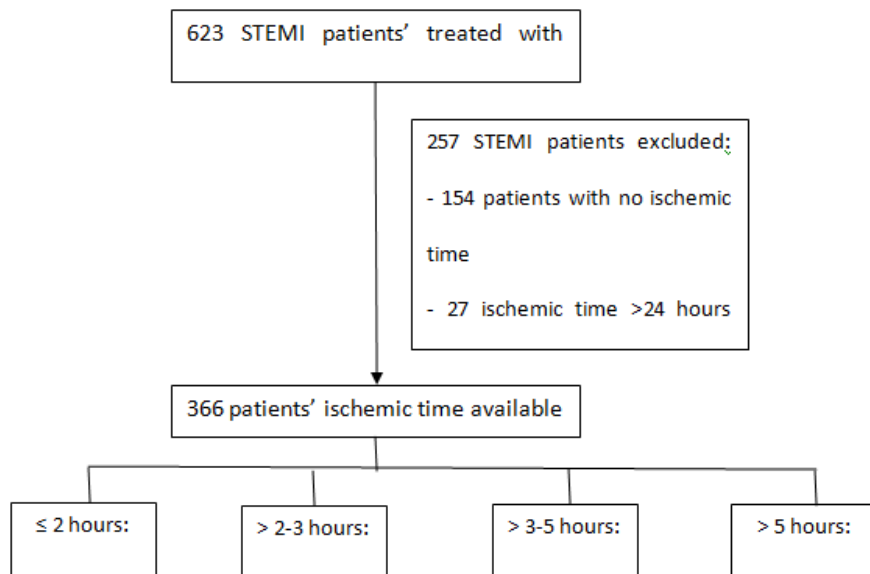 623 STEMI patients’ treated with
257 STEMI patients excluded:
- 154 patients with no ischemic
time
- 27 ischemic time >24 hours
366 patients’ ischemic time available
≤ 2 hours:
> 2-3 hours:
> 3-5 hours:
> 5 hours: